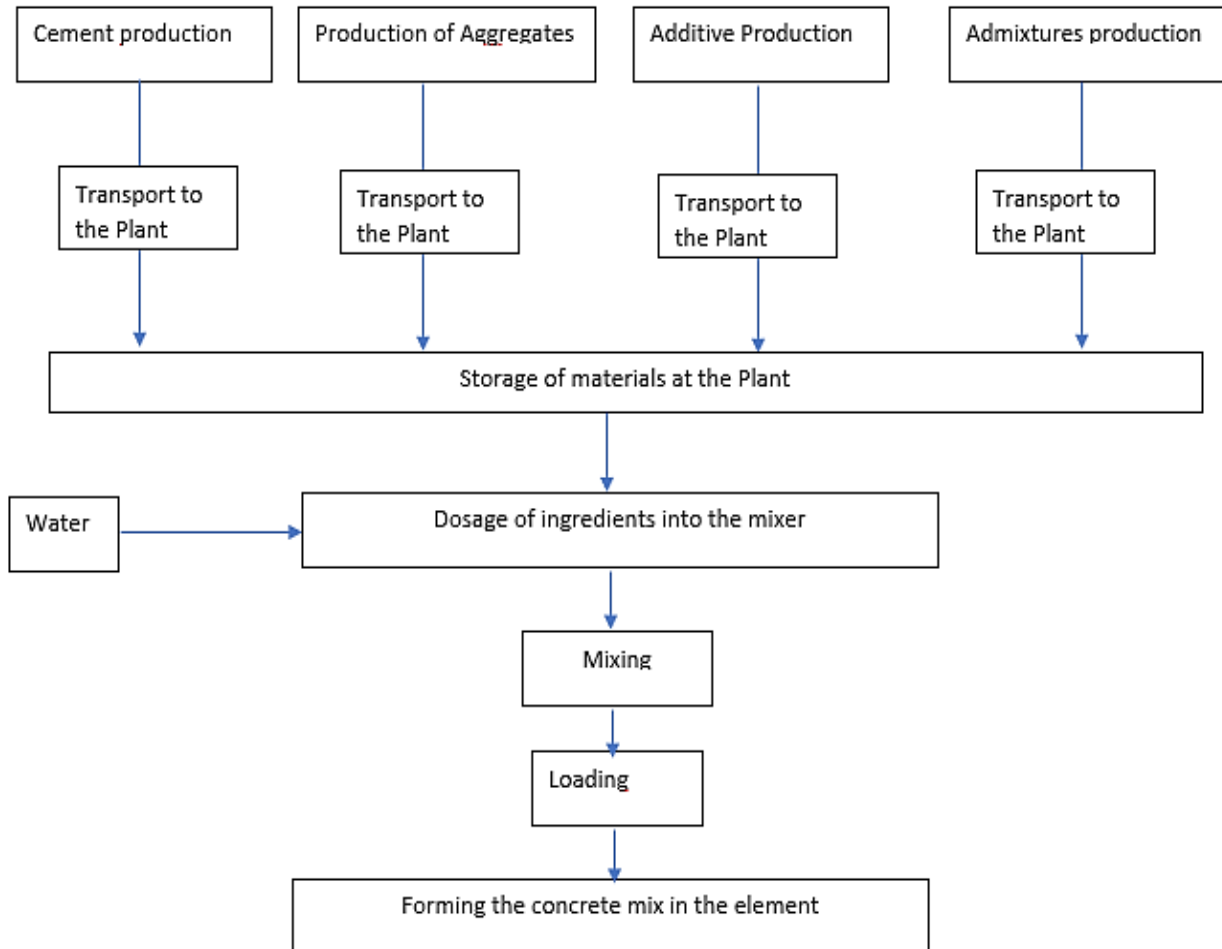 Cement production
Production of Aggregates
Additive Production
Admixtures production
Transport to
the Plant
Transport to
the Plant
Transport to
the Plant
Transport to
the Plant
Storage of materials at the Plant
Water
Dosage of ingredients into the mixer
Mixing
Loading
Forming the concrete mix in the element